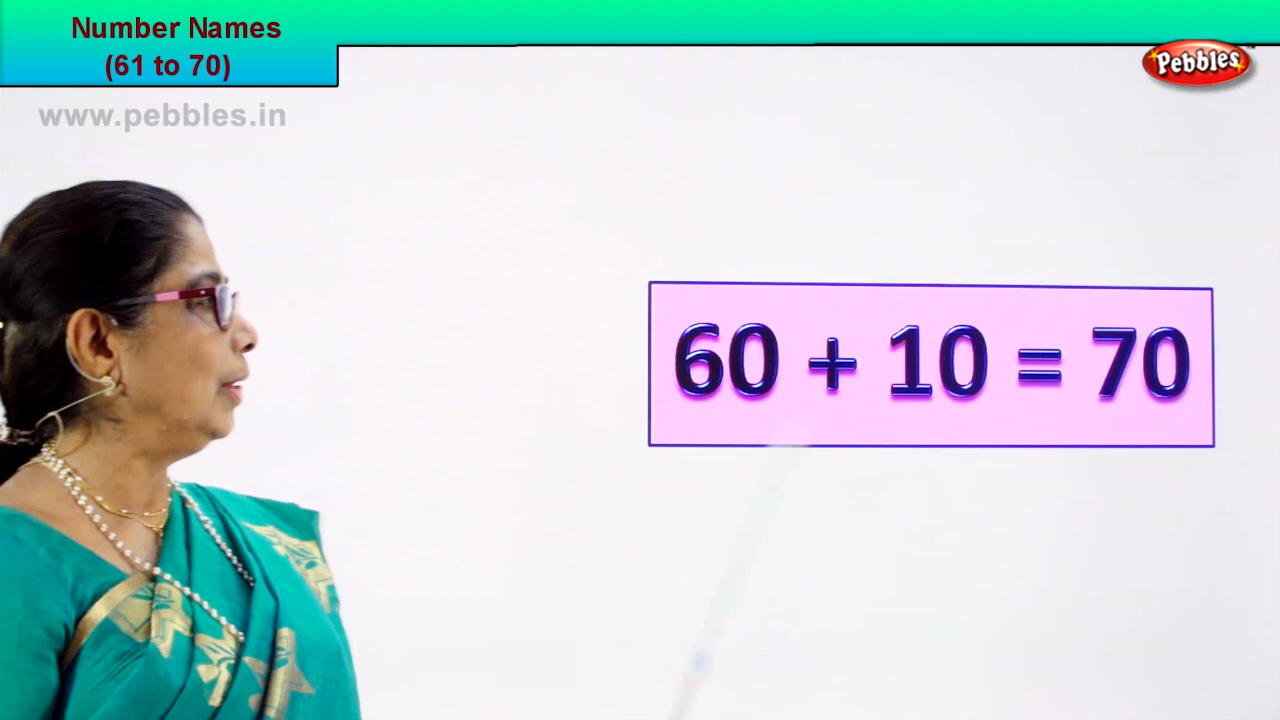 Number Names
(61 to 70)
Pebbles
www.pebbles.in
60 + 10 = 70